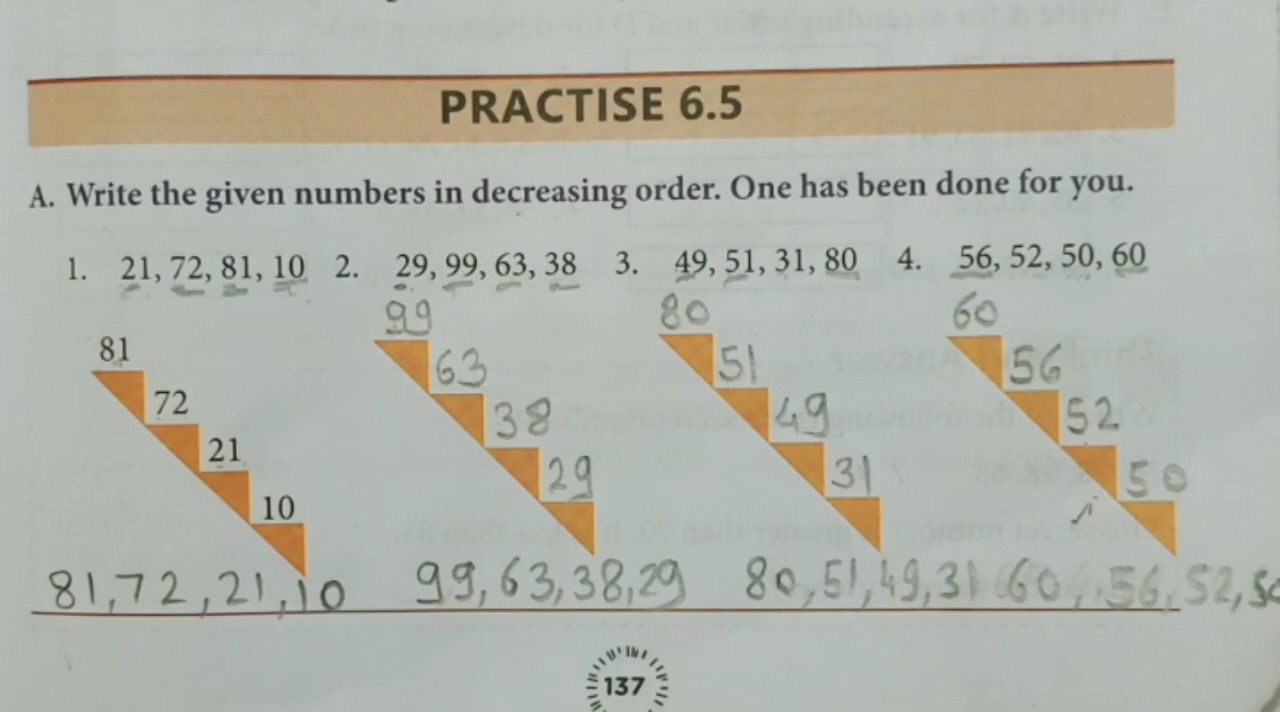 PRACTISE 6.5
A. Write the given numbers in decreasing order. One has been done for you.
1. 21, 72, 81, 10 2. 29, 99, 63, 38 3. 49, 51, 31, 80 4. 56, 52, 50, 60
99 80 60
81 63 51 56
72 38 49 52
21 29 31 50
10
81,72,21,10 99,63,38,29 80,51,49,31 60,56,52,
137